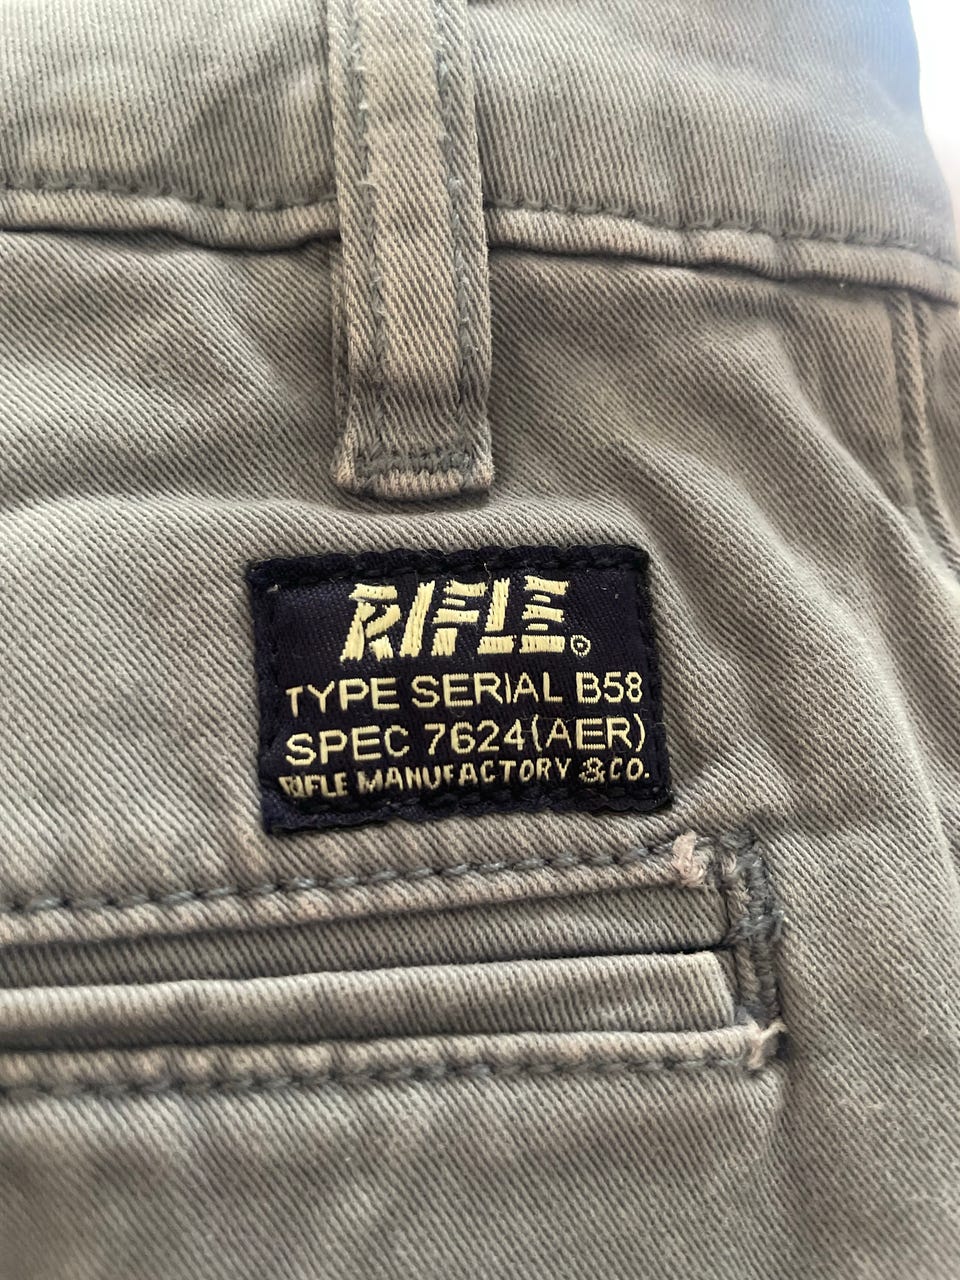 RIFLE®
TYPE SERIAL B58
SPEC 7624(AER)
RIFLE MANUFACTORY & CO.